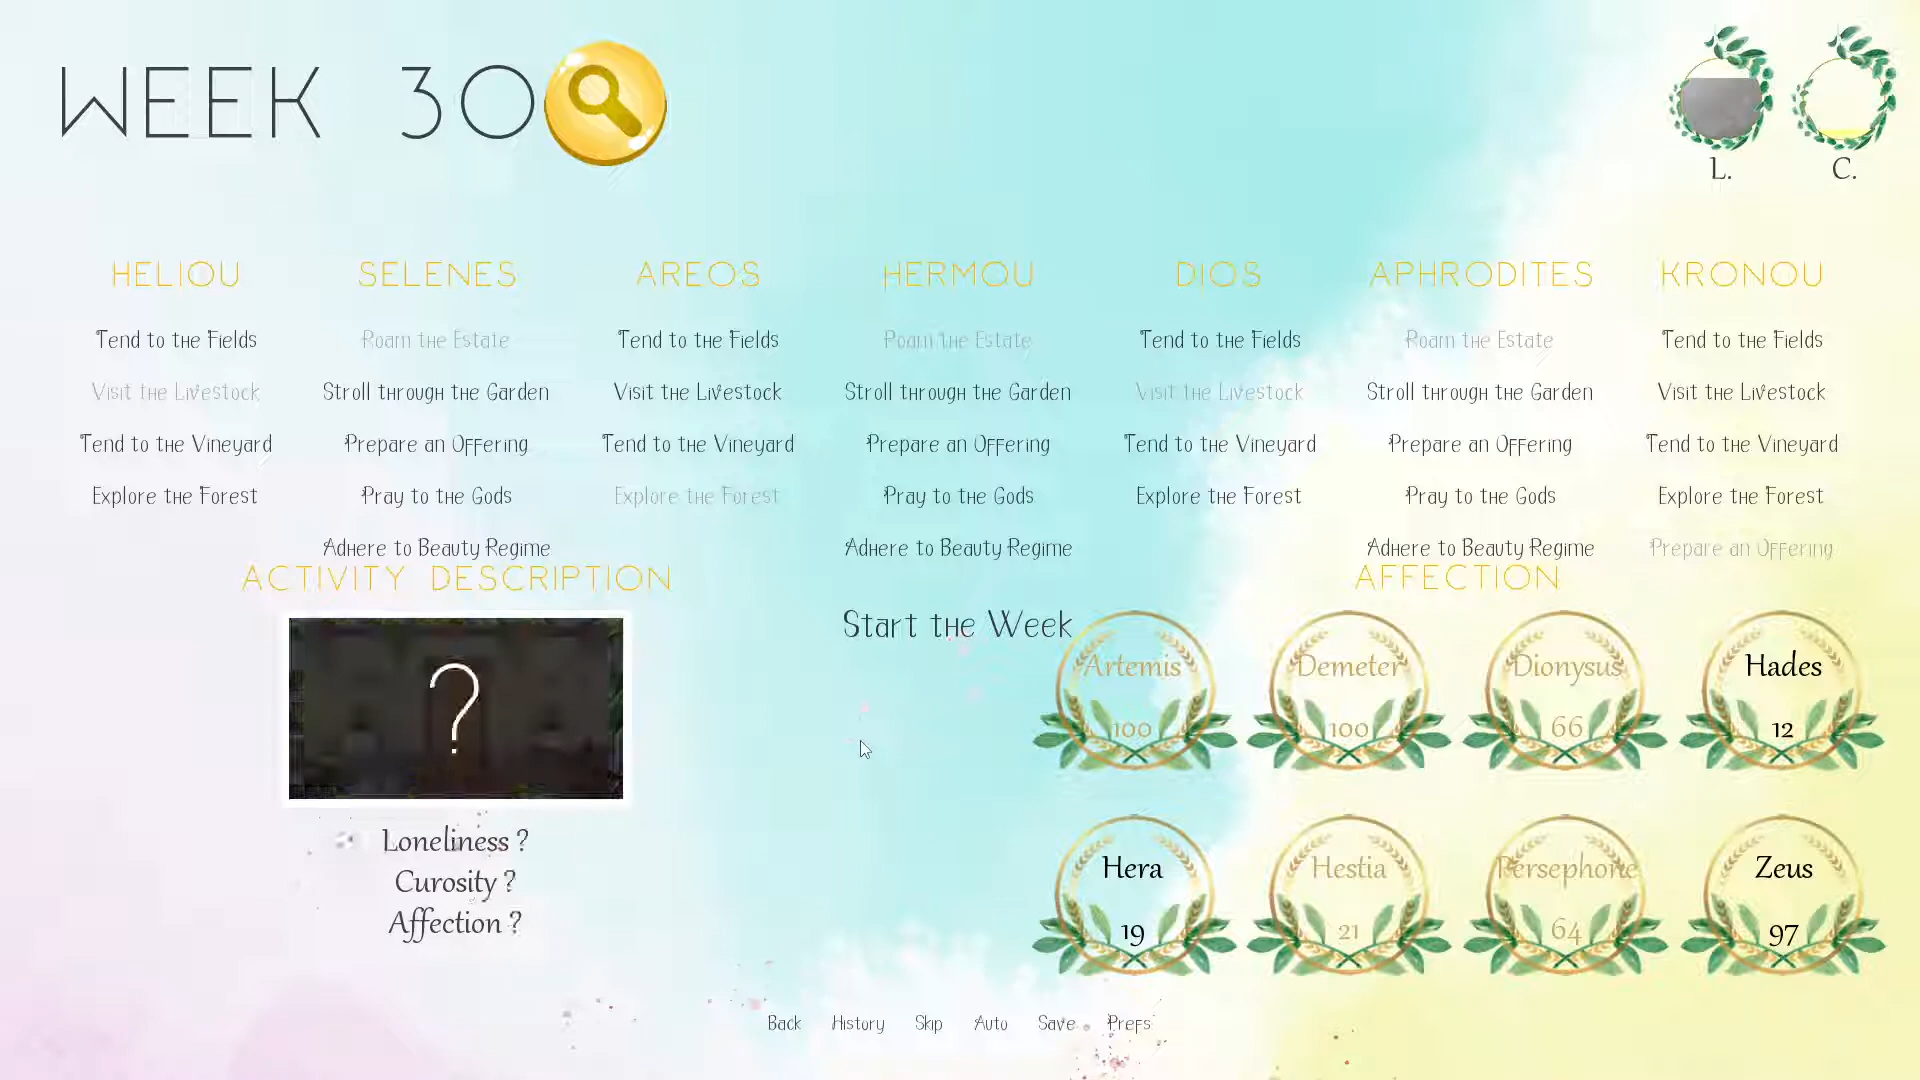 WEEK 30
L. C.
HELIOU SELENES AREOS HERMOU DIOS APHRODITES KRONOU
Tend to the Fields Roam the Estate Tend to the Fields Roam the Estate Tend to the Fields Roam the Estate Tend to the Fields
Visit the Livestock Stroll through the Garden Visit the Livestock Stroll through the Garden Visit the Livestock Stroll through the Garden Visit the Livestock
Tend to the Vineyard Prepare an Offering Tend to the Vineyard Prepare an Offering Tend to the Vineyard Prepare an Offering Tend to the Vineyard
Explore the Forest Pray to the Gods Explore the Forest Pray to the Gods Explore the Forest Pray to the Gods Explore the Forest
Adhere to Beauty Regime Adhere to Beauty Regime Adhere to Beauty Regime Prepare an Offering
ACTIVITY DESCRIPTION
?
Loneliness ?
Curosity ?
Affection ?
Start the Week
AFFECTION
Artemis Demeter Dionysus Hades
100 100 66 12
Hera Hestia Persephone Zeus
19 21 64 97
Back History Skip Auto Save Prefs